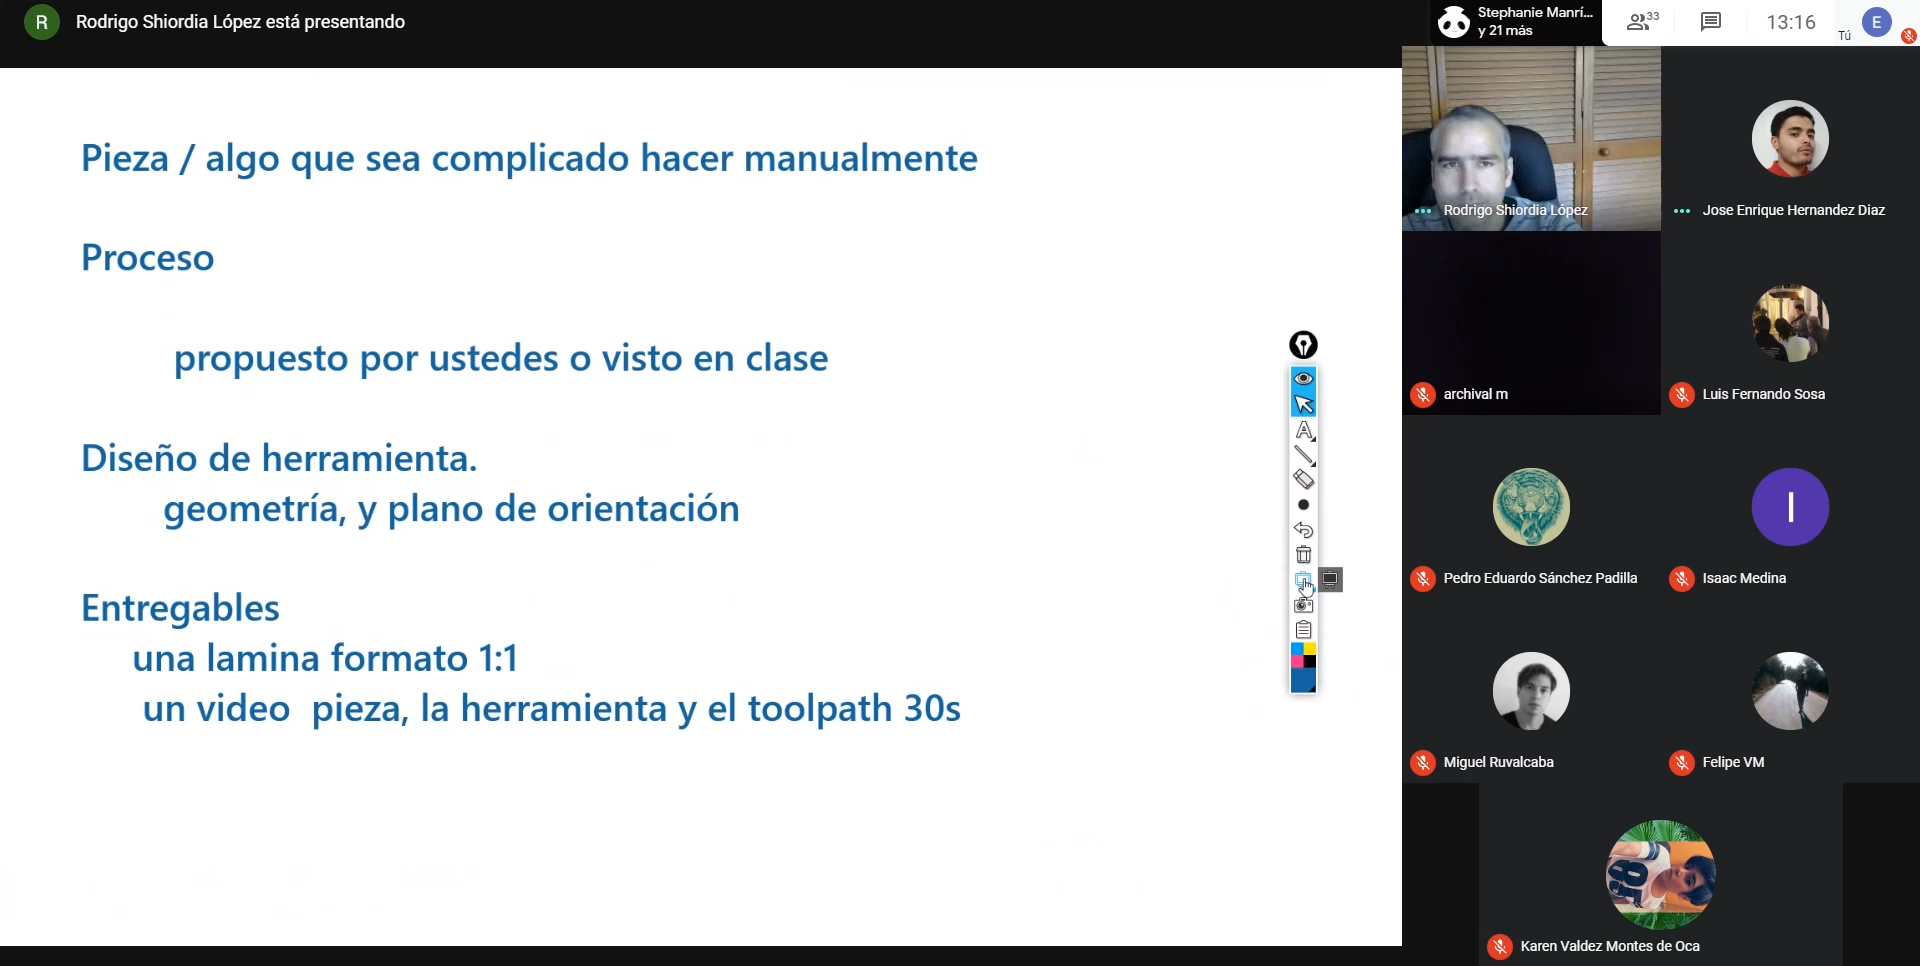 R Rodrigo Shiordia López está presentando
Stephanie Manrí...
y 21 más
33
13:16
Tú
E
Pieza / algo que sea complicado hacer manualmente
Proceso
propuesto por ustedes o visto en clase
Diseño de herramienta.
geometría, y plano de orientación
Entregables
una lamina formato 1:1
un video  pieza, la herramienta y el toolpath 30s
A
Rodrigo Shiordia López
Jose Enrique Hernandez Diaz
archival m
Luis Fernando Sosa
I
Pedro Eduardo Sánchez Padilla
Isaac Medina
Miguel Ruvalcaba
Felipe VM
Karen Valdez Montes de Oca